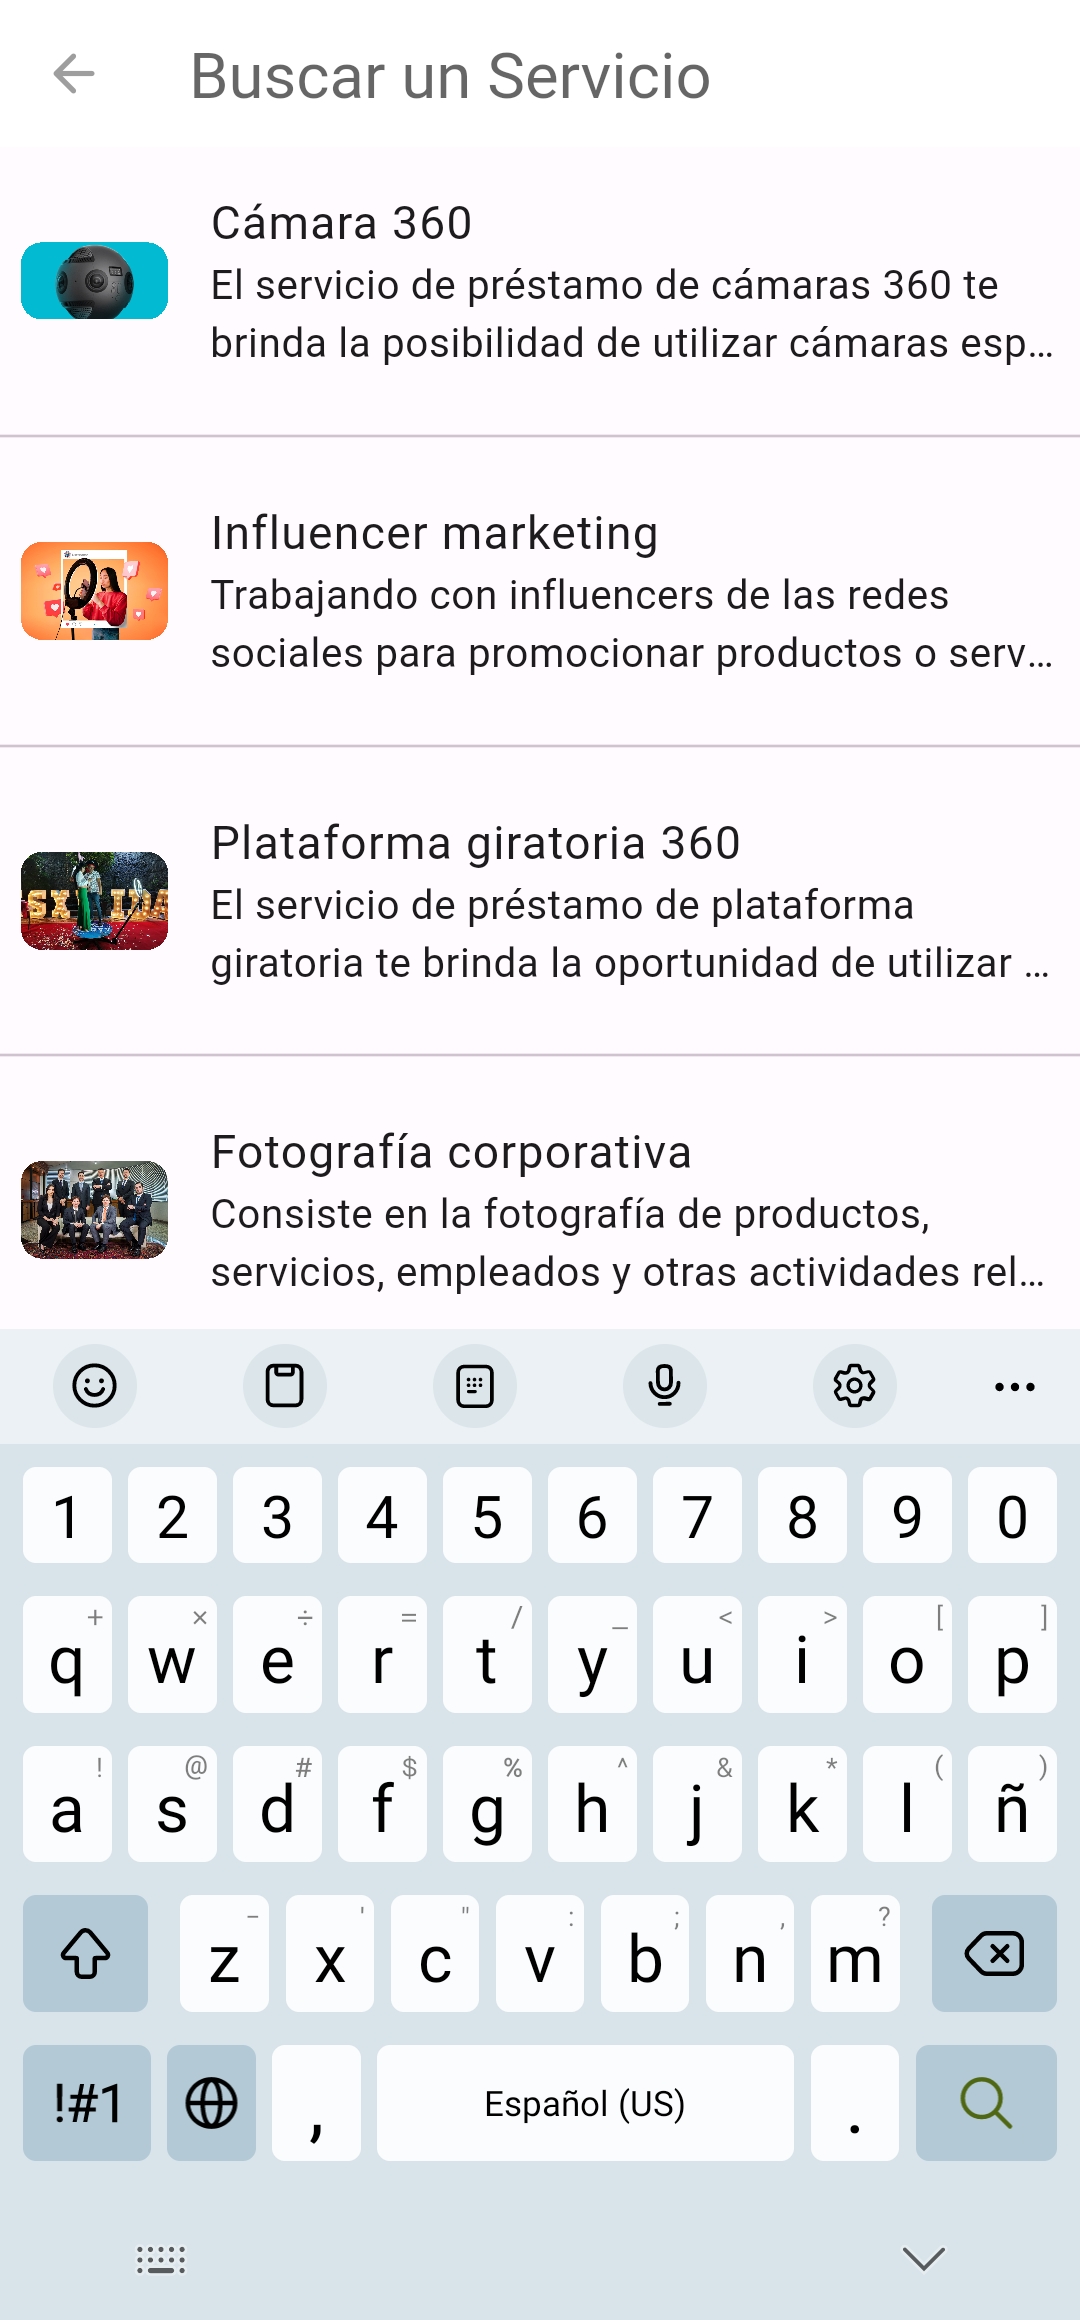 Buscar un Servicio
Cámara 360
El servicio de préstamo de cámaras 360 te
brinda la posibilidad de utilizar cámaras esp...
Influencer marketing
Trabajando con influencers de las redes
sociales para promocionar productos o serv...
Plataforma giratoria 360
El servicio de préstamo de plataforma
giratoria te brinda la oportunidad de utilizar ...
Fotografía corporativa
Consiste en la fotografía de productos,
servicios, empleados y otras actividades rel...
1 2 3 4 5 6 7 8 9 0
+ × ÷ = / _ < > [ ]
q w e r t y u i o p
! @ # $ % ^ & * ( )
a s d f g h j k l ñ
- ' " : ; , ?
z x c v b n m
!#1 , Español (US) .